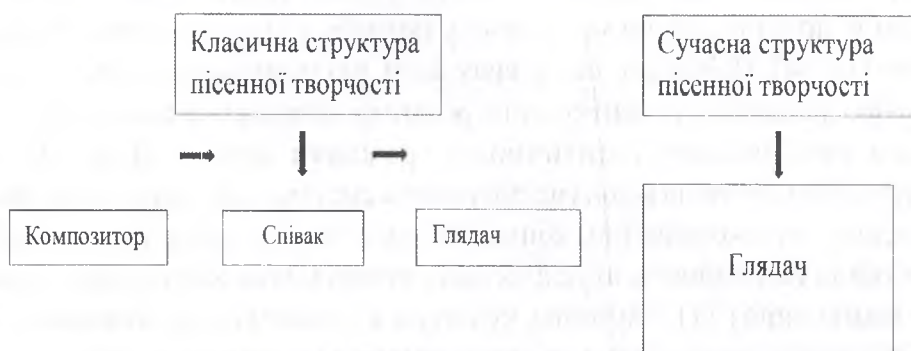 Класична структура
пісенної творчості
Сучасна структура
пісенної творчості
Композитор
Співак
Глядач
Глядач